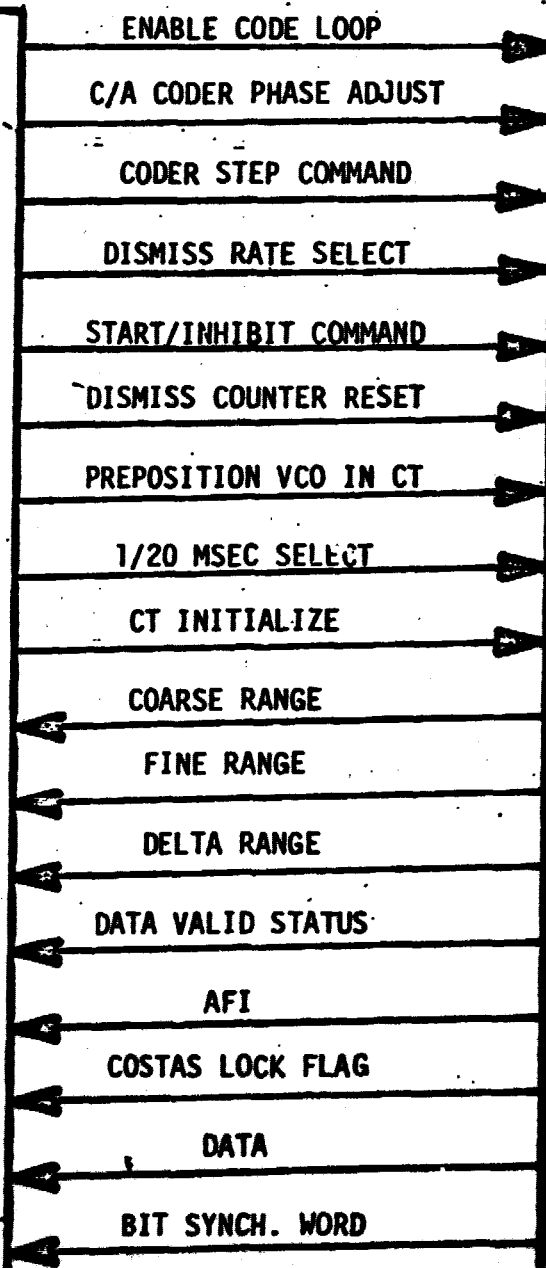 ENABLE CODE LOOP
C/A CODER PHASE ADJUST
CODER STEP COMMAND
DISMISS RATE SELECT
START/INHIBIT COMMAND
DISMISS COUNTER RESET
PREPOSITION VCO IN CT
1/20 MSEC SELECT
CT INITIALIZE
COARSE RANGE
FINE RANGE
DELTA RANGE
DATA VALID STATUS
AFI
COSTAS LOCK FLAG
DATA
BIT SYNCH. WORD